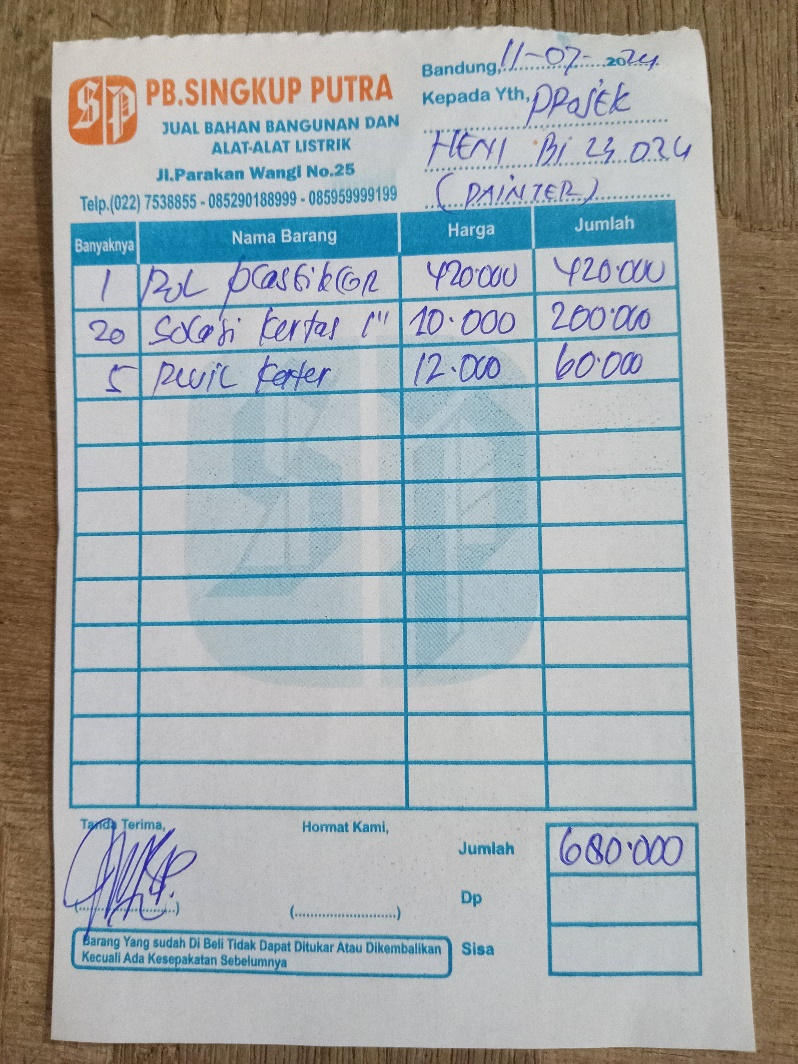 SP PB.SINGKUP PUTRA
JUAL BAHAN BANGUNAN DAN
ALAT-ALAT LISTRIK
Jl.Parakan Wangi No.25
Telp.(022) 7538855 - 085290188999 - 085959999199
Bandung, 11-07-2024
Kepada Yth, PROJEK
HENI BI 23 024
(PAINTER)
Banyaknya Nama Barang Harga Jumlah
1 ROL plastik COR 420.000 420.000
20 Solasi kertas 1" 10.000 200.000
5 12.000 60.000
Tanda Terima, Hormat Kami,
Jumlah 680.000
Dp
Sisa
Barang Yang sudah Di Beli Tidak Dapat Ditukar Atau Dikembalikan
Kecuali Ada Kesepakatan Sebelumnya